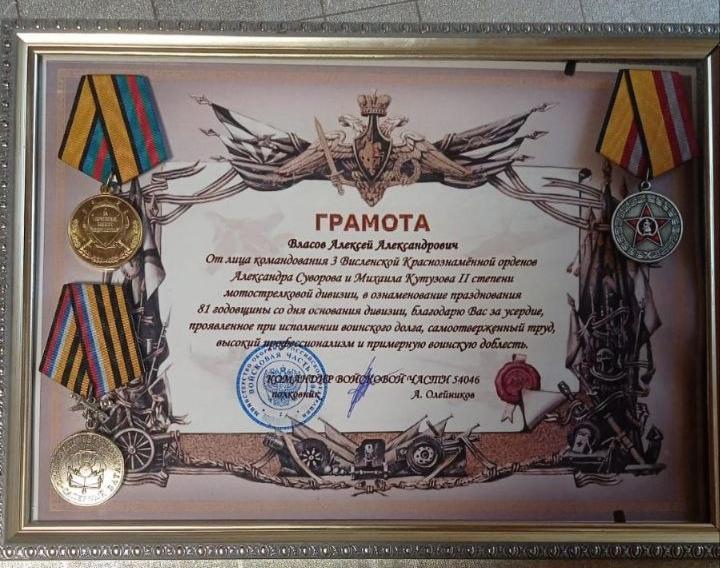 ГРАМОТА
Власов Алексей Александрович
От лица командования 3 Висленской Краснознамённой орденов
Александра Суворова и Михаила Кутузова II степени
мотострелковой дивизии, в ознаменование празднования
81 годовщины со дня основания дивизии, благодарю Вас за усердие,
проявленное при исполнении воинского долга, самоотверженный труд,
высокий профессионализм и примерную воинскую доблесть.
КОМАНДИР ВОЙСКОВОЙ ЧАСТИ 54046
полковник А. Олейников
ВОЙСКОВАЯ ЧАСТЬ